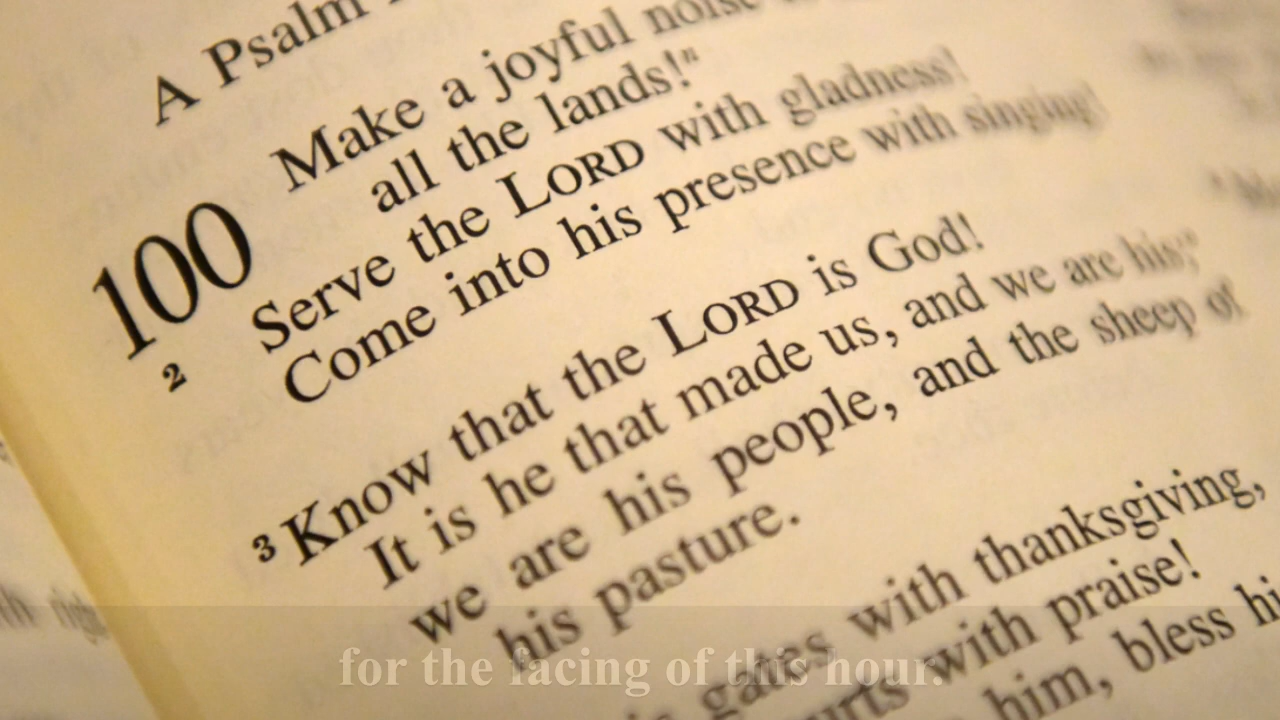 A Psalm
Make a joyful noise
all the lands!ⁿ
100
2 Serve the LORD with gladness!
Come into his presence with singing!
3 Know that the LORD is God!
It is he that made us, and we are his;
we are his people, and the sheep of
his pasture.
gates with thanksgiving,
with praise!
him, bless
for the facing of this hour.